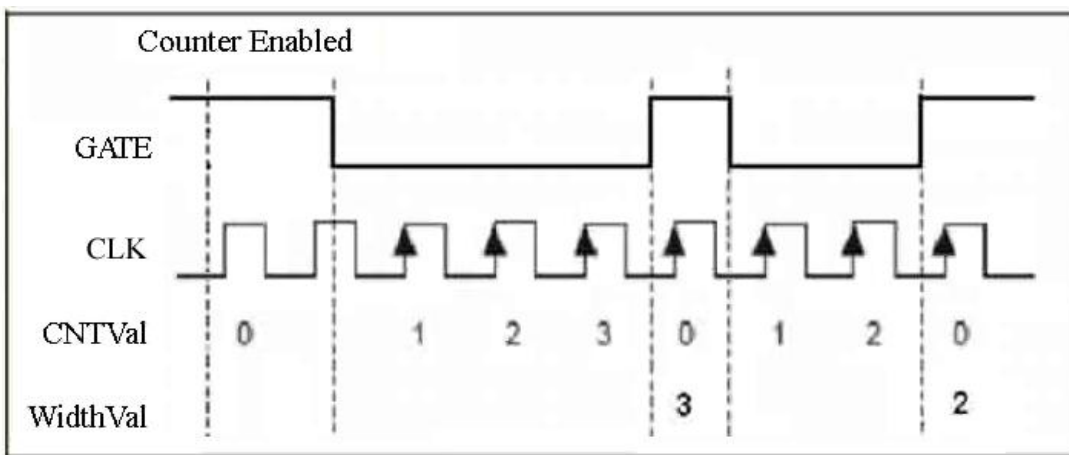 Counter Enabled
GATE
CLK
CNTVal 0 1 2 3 0 1 2 0
WidthVal 3 2